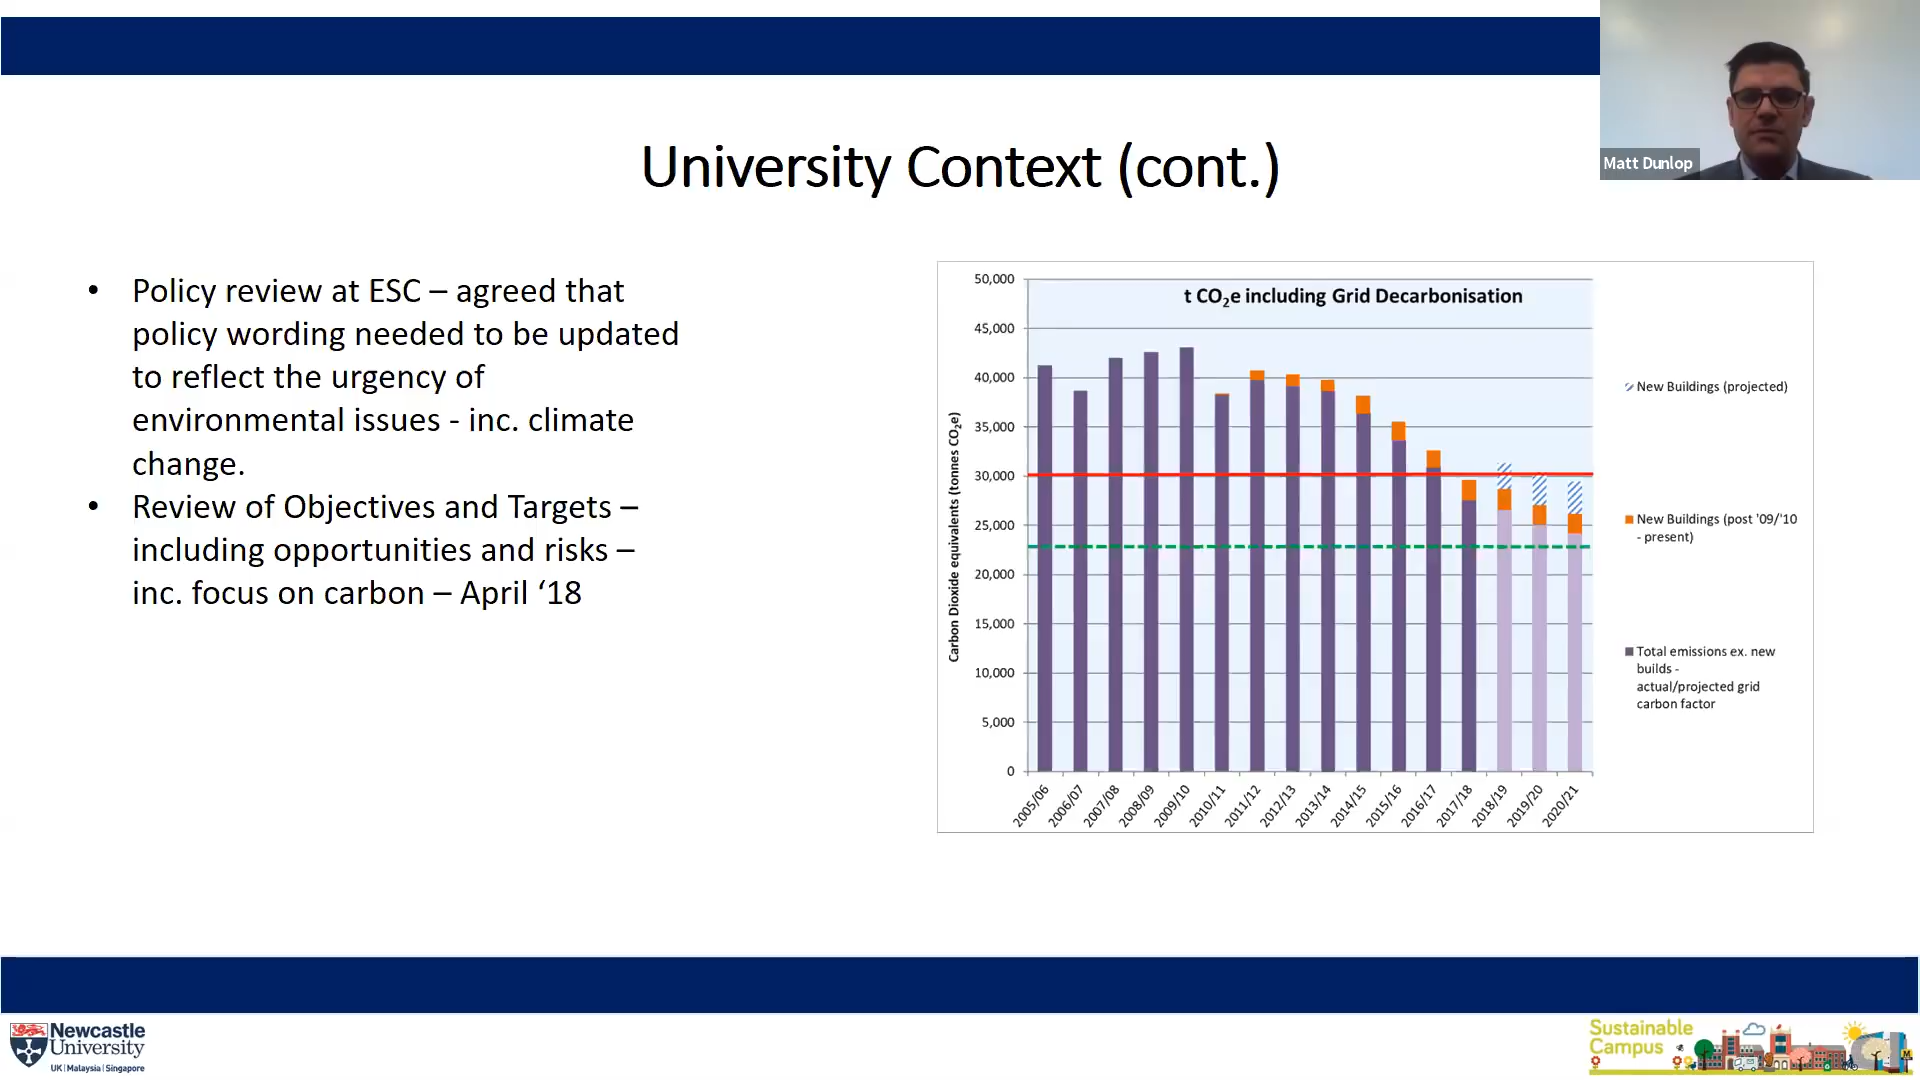 Matt Dunlop
University Context (cont.)
• Policy review at ESC – agreed that
policy wording needed to be updated
to reflect the urgency of
environmental issues - inc. climate
change.
• Review of Objectives and Targets –
including opportunities and risks –
inc. focus on carbon – April ‘18
t CO₂e including Grid Decarbonisation
Carbon Dioxide equivalents (tonnes CO₂e)
50,000
45,000
40,000
35,000
30,000
25,000
20,000
15,000
10,000
5,000
0
2005/06
2006/07
2007/08
2008/09
2009/10
2010/11
2011/12
2012/13
2013/14
2014/15
2015/16
2016/17
2017/18
2018/19
2019/20
2020/21
New Buildings (projected)
New Buildings (post '09/'10
- present)
Total emissions ex. new
builds -
actual/projected grid
carbon factor
Newcastle
University
UK | Malaysia | Singapore
Sustainable
Campus
M